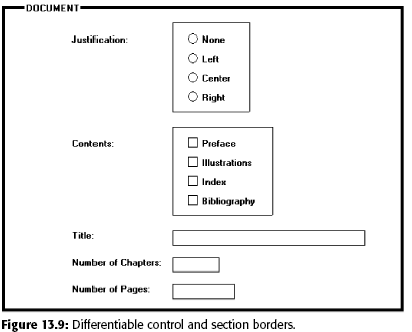 DOCUMENT
Justification:
None
Left
Center
Right
Contents:
Preface
Illustrations
Index
Bibliography
Title:
Number of Chapters:
Number of Pages:
Figure 13.9: Differentiable control and section borders.